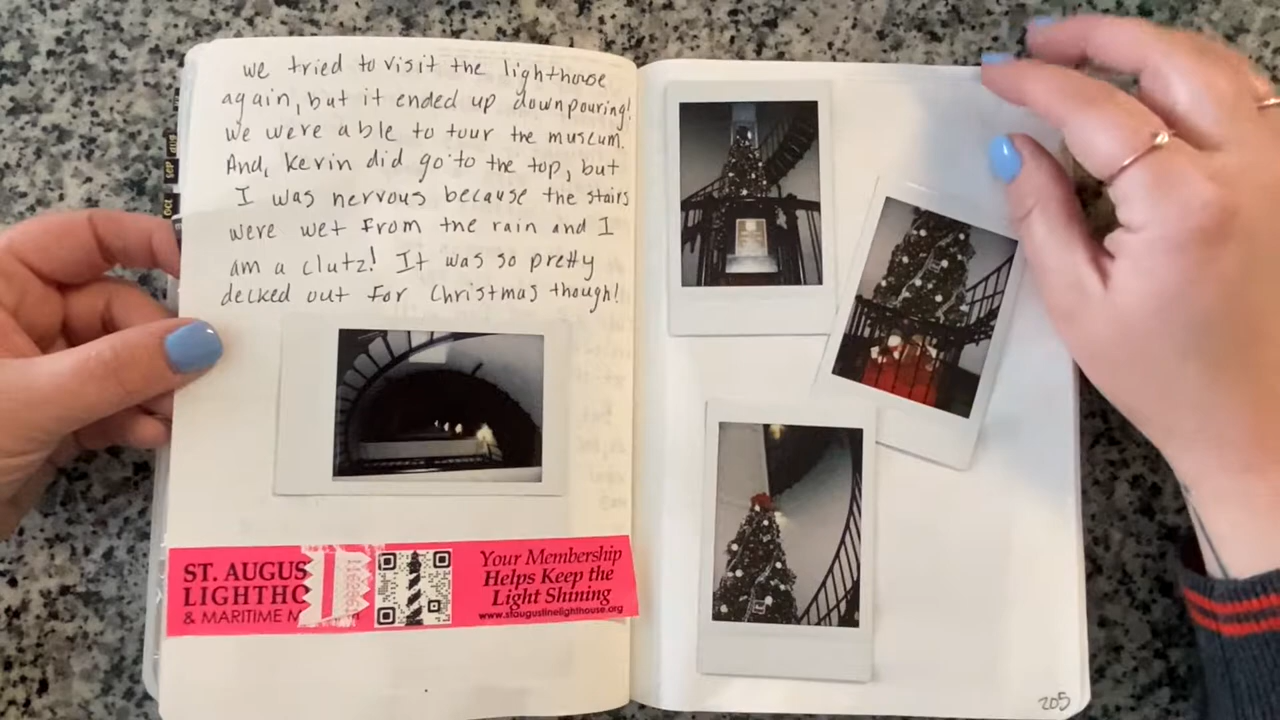 we tried to visit the lighthouse
again, but it ended up downpouring!
we were able to tour the museum.
And, Kevin did go to the top, but
I was nervous because the stairs
were wet from the rain and I
am a clutz! It was so pretty
decked out for Christmas though!
ST. AUGUS
LIGHTHO
& MARITIME M
Your Membership
Helps Keep the
Light Shining
www.staugustinelighthouse.org
SEP
OCT
205